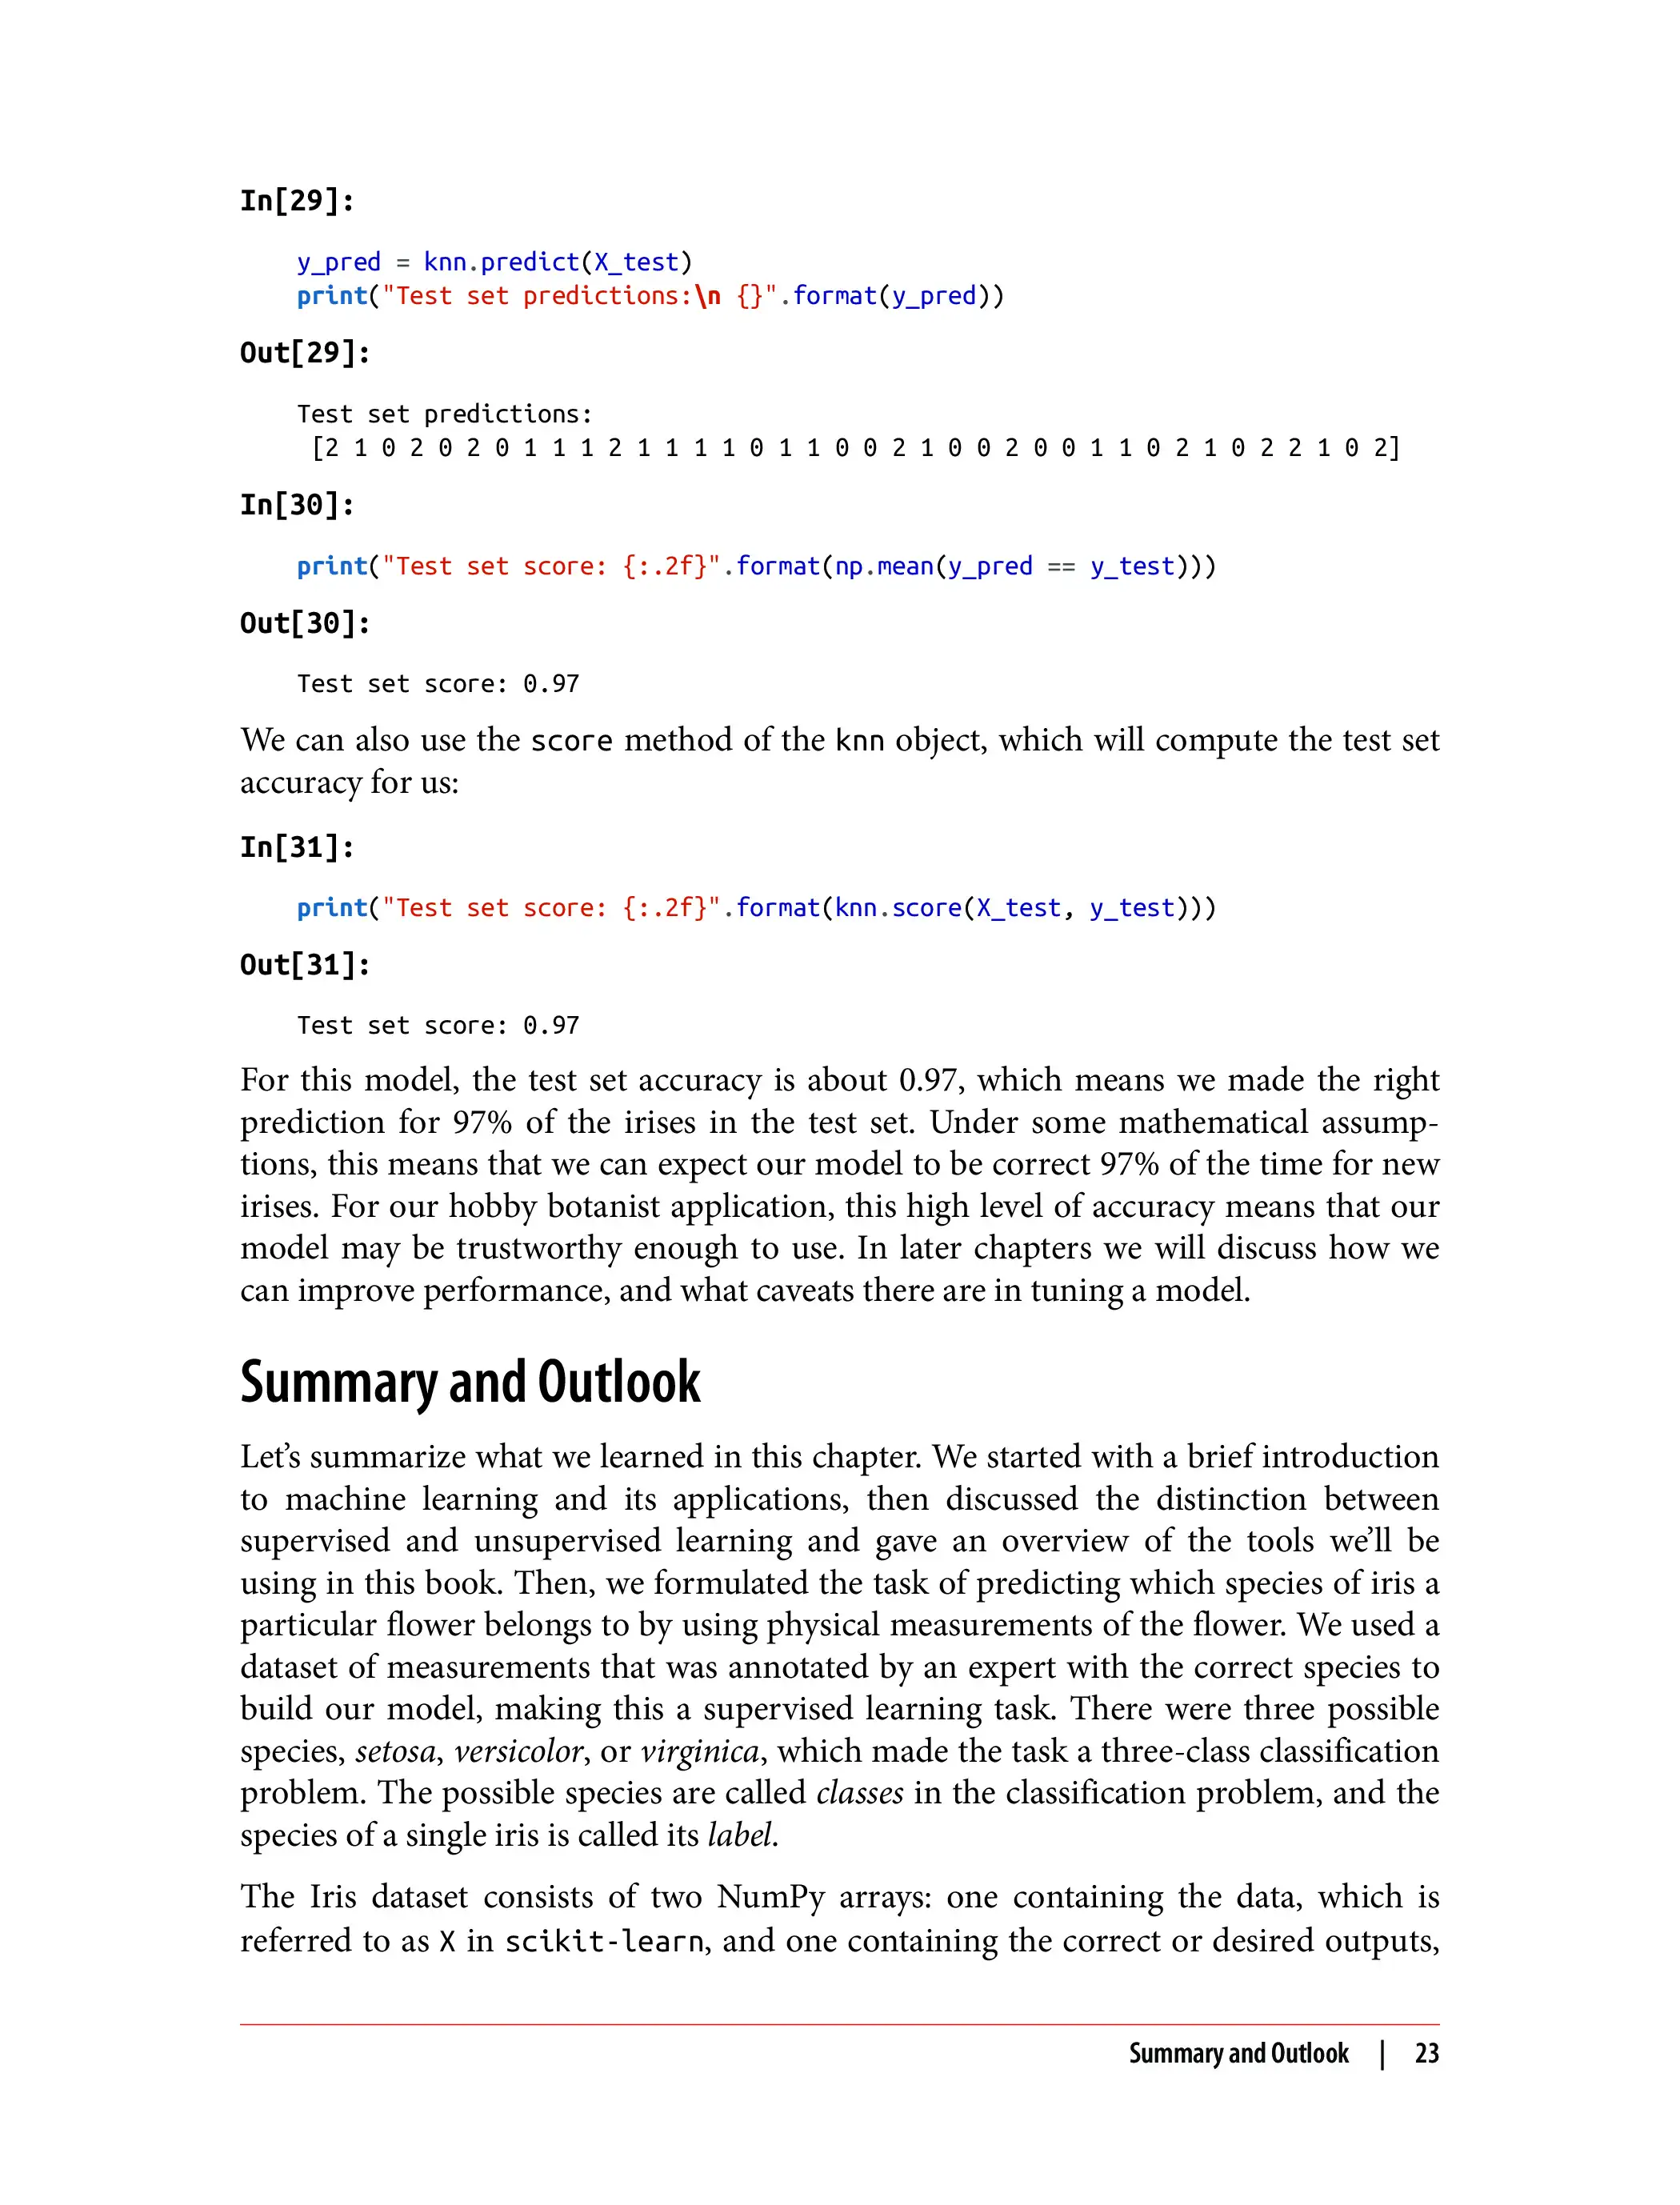 In[29]:
y_pred = knn.predict(X_test)
print("Test set predictions:\n {}".format(y_pred))
Out[29]:
Test set predictions:
[2 1 0 2 0 2 0 1 1 1 2 1 1 1 1 0 1 1 0 0 2 1 0 0 2 0 0 1 1 0 2 1 0 2 2 1 0 2]
In[30]:
print("Test set score: {:.2f}".format(np.mean(y_pred == y_test)))
Out[30]:
Test set score: 0.97
We can also use the score method of the knn object, which will compute the test set
accuracy for us:
In[31]:
print("Test set score: {:.2f}".format(knn.score(X_test, y_test)))
Out[31]:
Test set score: 0.97
For this model, the test set accuracy is about 0.97, which means we made the right
prediction for 97% of the irises in the test set. Under some mathematical assump-
tions, this means that we can expect our model to be correct 97% of the time for new
irises. For our hobby botanist application, this high level of accuracy means that our
model may be trustworthy enough to use. In later chapters we will discuss how we
can improve performance, and what caveats there are in tuning a model.
Summary and Outlook
Let’s summarize what we learned in this chapter. We started with a brief introduction
to machine learning and its applications, then discussed the distinction between
supervised and unsupervised learning and gave an overview of the tools we’ll be
using in this book. Then, we formulated the task of predicting which species of iris a
particular flower belongs to by using physical measurements of the flower. We used a
dataset of measurements that was annotated by an expert with the correct species to
build our model, making this a supervised learning task. There were three possible
species, setosa, versicolor, or virginica, which made the task a three-class classification
problem. The possible species are called classes in the classification problem, and the
species of a single iris is called its label.
The Iris dataset consists of two NumPy arrays: one containing the data, which is
referred to as X in scikit-learn, and one containing the correct or desired outputs,
Summary and Outlook | 23